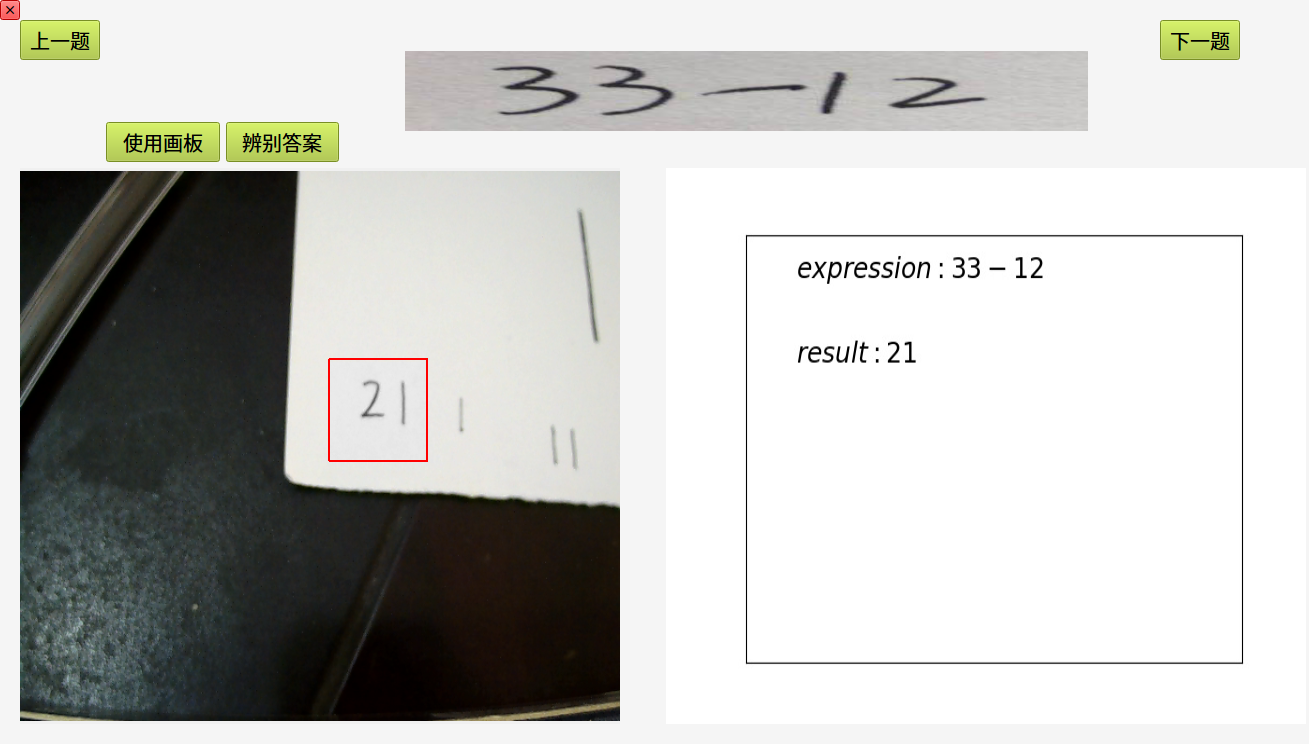 上一题
下一题
33-12
使用画板 辨别答案
expression : 33 − 12
result : 21
21